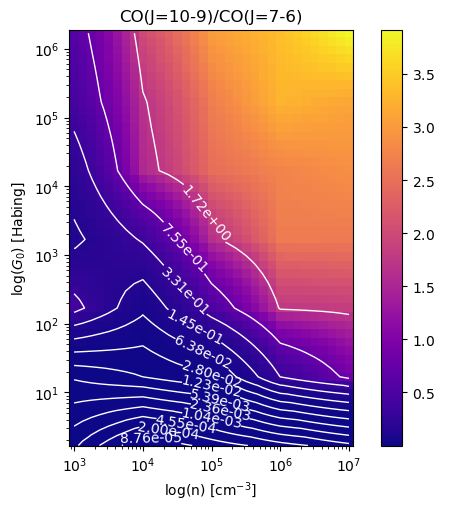 CO(J=10-9)/CO(J=7-6)
10^6
10^5
10^4
10^3
10^2
10^1
log(G_0) [Habing]
1.72e+00
7.55e-01
3.31e-01
1.45e-01
6.38e-02
2.80e-02
1.23e-02
5.39e-03
2.36e-03
1.04e-03
4.55e-04
2.00e-04
8.76e-05
10^3 10^4 10^5 10^6 10^7
log(n) [cm^{-3}]
3.5
3.0
2.5
2.0
1.5
1.0
0.5